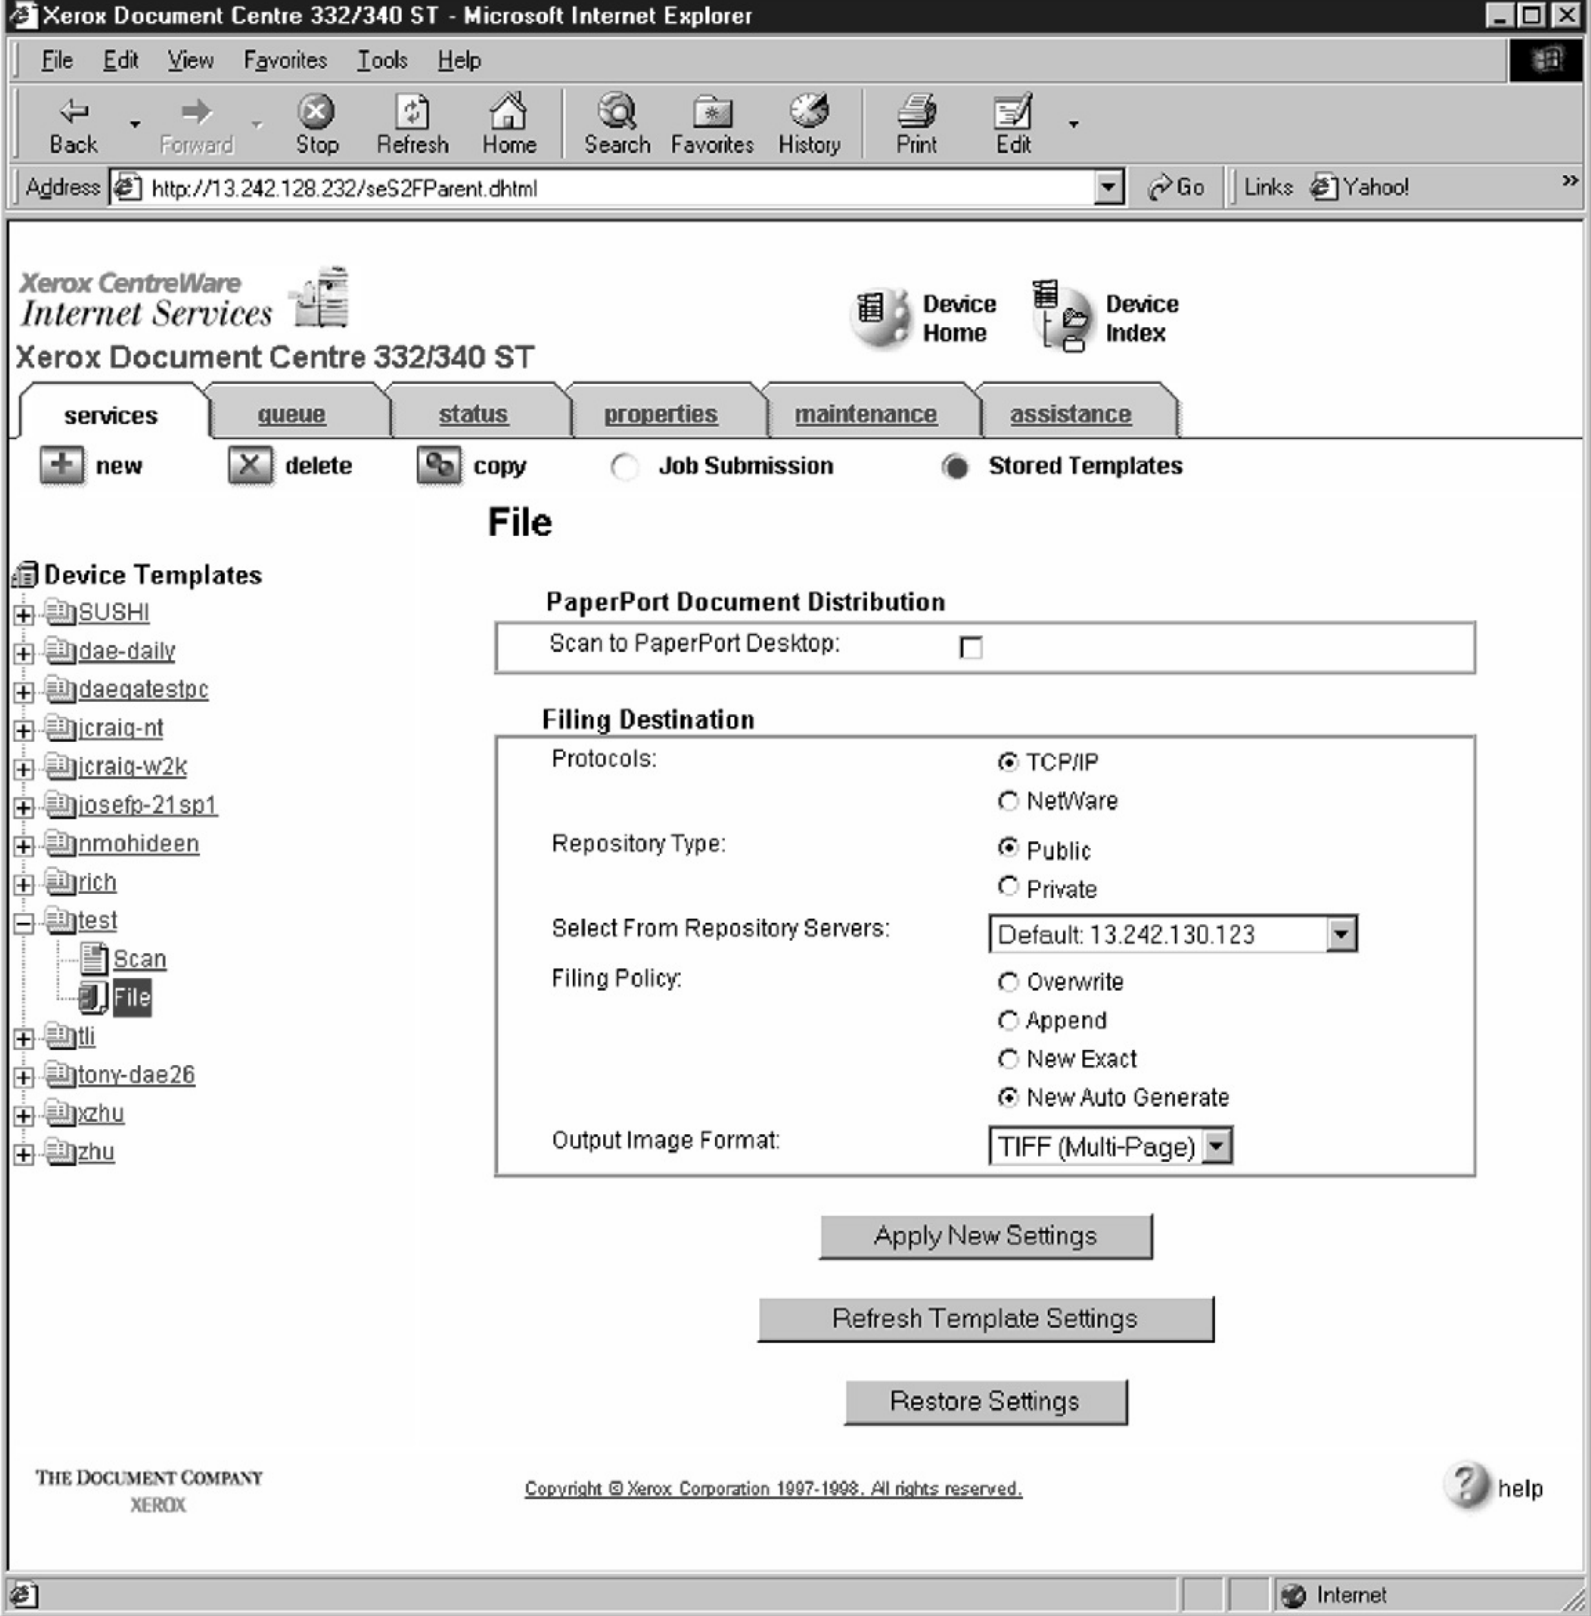 Xerox Document Centre 332/340 ST - Microsoft Internet Explorer
File Edit View Favorites Tools Help
Back Forward Stop Refresh Home Search Favorites History Print Edit
Address http://13.242.128.232/seS2FParent.dhtml Go Links Yahoo! »
Xerox CentreWare
Internet Services
Device Home
Device Index
Xerox Document Centre 332/340 ST
services queue status properties maintenance assistance
new delete copy Job Submission Stored Templates
File
Device Templates
SUSHI
dae-daily
daeqatestpc
jcraig-nt
jcraig-w2k
josefp-21sp1
nmohideen
rich
test
Scan
File
tli
tony-dae26
xzhu
zhu
PaperPort Document Distribution
Scan to PaperPort Desktop:
Filing Destination
Protocols: TCP/IP
NetWare
Repository Type: Public
Private
Select From Repository Servers: Default: 13.242.130.123
Filing Policy: Overwrite
Append
New Exact
New Auto Generate
Output Image Format: TIFF (Multi-Page)
Apply New Settings
Refresh Template Settings
Restore Settings
THE DOCUMENT COMPANY
XEROX
Copyright © Xerox Corporation 1997-1998. All rights reserved.
help
Internet